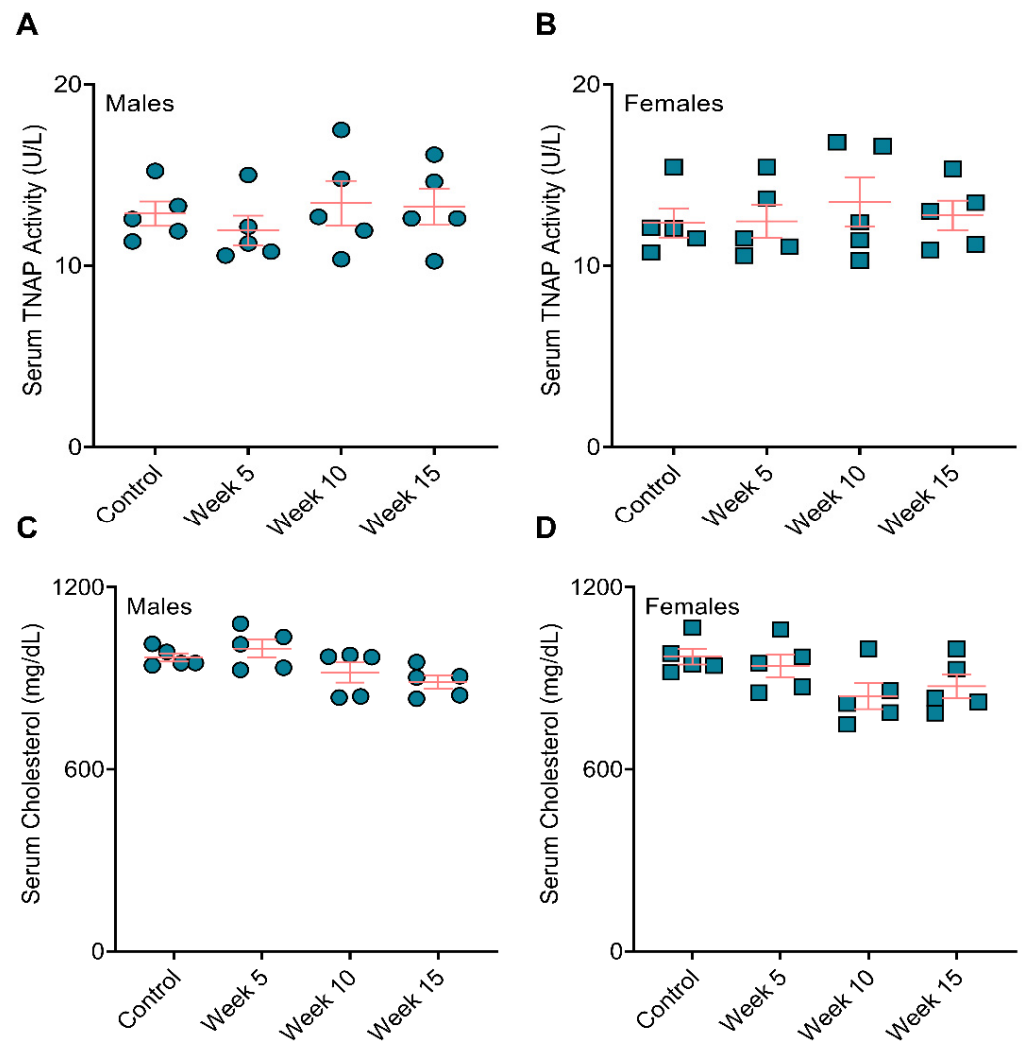 A
Serum TNAP Activity (U/L)
20
10
0
Males
Control
Week 5
Week 10
Week 15
B
Serum TNAP Activity (U/L)
20
10
0
Females
Control
Week 5
Week 10
Week 15
C
Serum Cholesterol (mg/dL)
1200
600
0
Males
Control
Week 5
Week 10
Week 15
D
Serum Cholesterol (mg/dL)
1200
600
0
Females
Control
Week 5
Week 10
Week 15